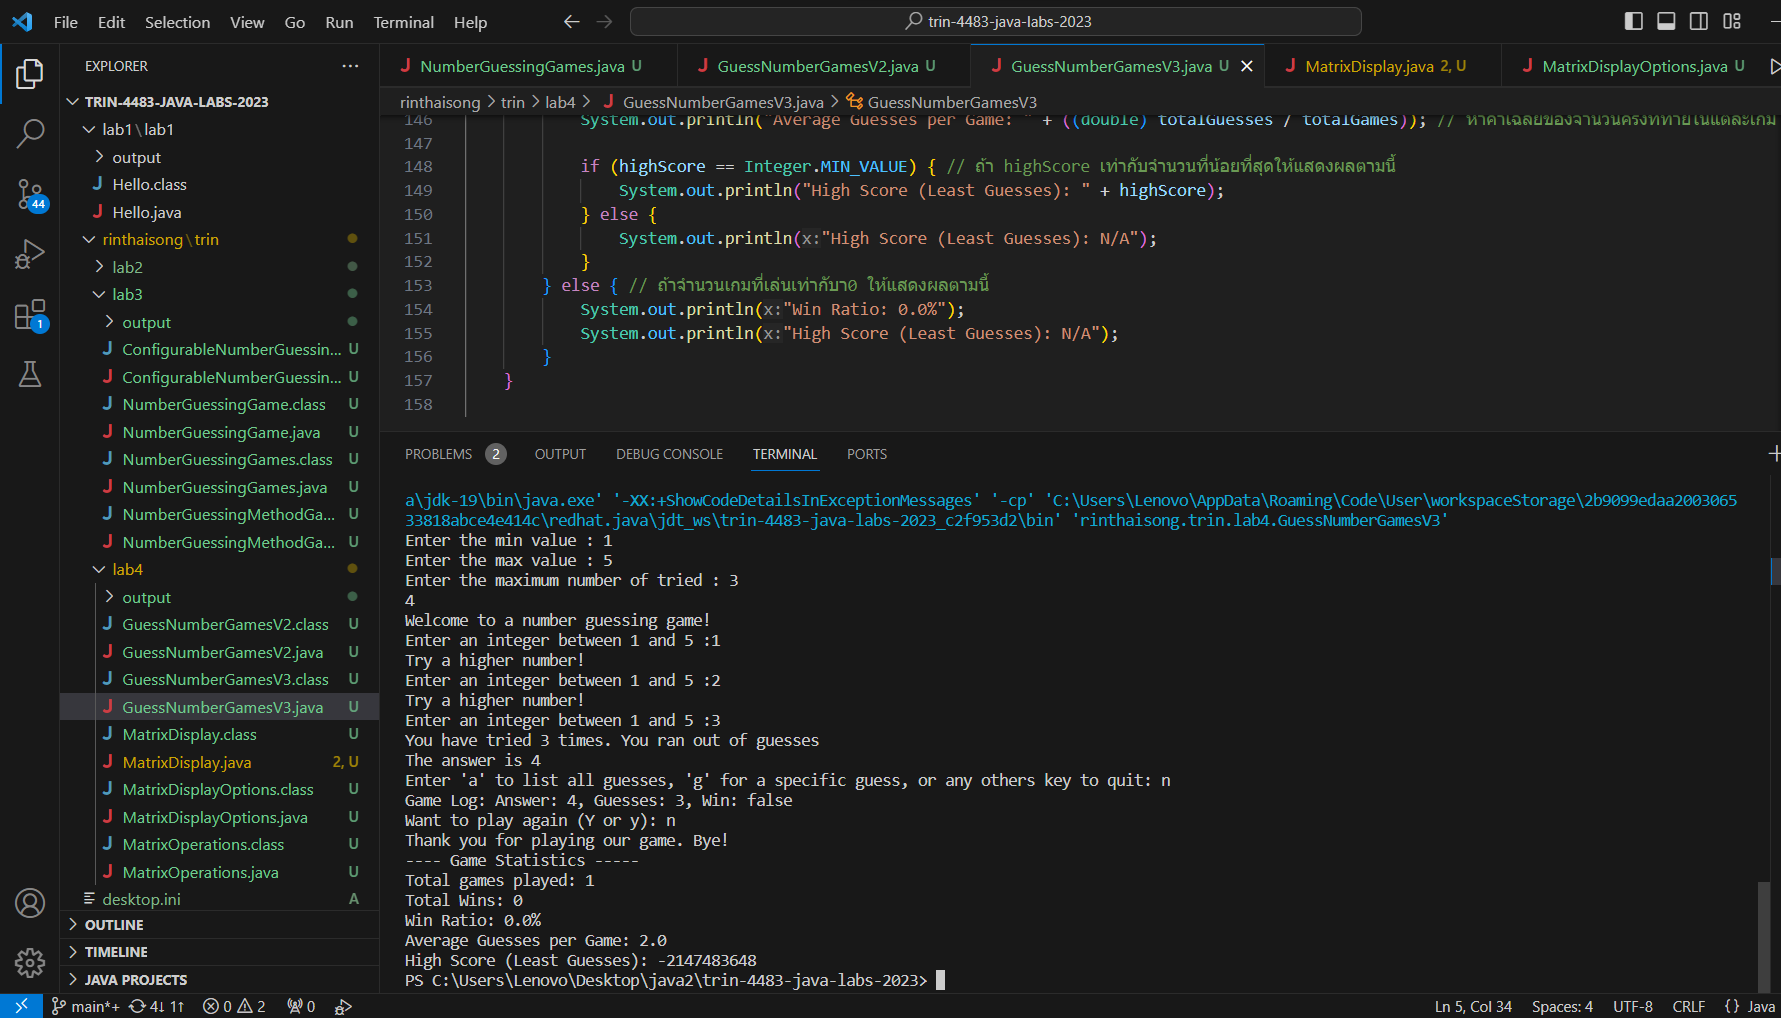 File Edit Selection View Go Run Terminal Help
trin-4483-java-labs-2023
EXPLORER
TRIN-4483-JAVA-LABS-2023
lab1\lab1
output
Hello.class
Hello.java
rinthaisong\trin
lab2
lab3
output
ConfigurableNumberGuessin... U
ConfigurableNumberGuessin... U
NumberGuessingGame.class U
NumberGuessingGame.java U
NumberGuessingGames.class U
NumberGuessingGames.java U
NumberGuessingMethodGa... U
NumberGuessingMethodGa... U
lab4
output
GuessNumberGamesV2.class U
GuessNumberGamesV2.java U
GuessNumberGamesV3.class U
GuessNumberGamesV3.java U
MatrixDisplay.class U
MatrixDisplay.java 2, U
MatrixDisplayOptions.class U
MatrixDisplayOptions.java U
MatrixOperations.class U
MatrixOperations.java U
desktop.ini A
OUTLINE
TIMELINE
JAVA PROJECTS
44
1
NumberGuessingGames.java U GuessNumberGamesV2.java U GuessNumberGamesV3.java U MatrixDisplay.java 2, U MatrixDisplayOptions.java U
rinthaisong > trin > lab4 > GuessNumberGamesV3.java > GuessNumberGamesV3
146 System.out.println("Average Guesses per Game: " + ((double) totalGuesses / totalGames)); // หาค่าเฉลี่ยของจำนวนครั้งที่ทายในแต่ละเกม
147
148 if (highScore == Integer.MIN_VALUE) { // ถ้า highScore เท่ากับจำนวนที่น้อยที่สุดให้แสดงผลตามนี้
149 System.out.println("High Score (Least Guesses): " + highScore);
150 } else {
151 System.out.println(x:"High Score (Least Guesses): N/A");
152 }
153 } else { // ถ้าจำนวนเกมที่เล่นเท่ากับา0 ให้แสดงผลตามนี้
154 System.out.println(x:"Win Ratio: 0.0%");
155 System.out.println(x:"High Score (Least Guesses): N/A");
156 }
157 }
158
PROBLEMS 2 OUTPUT DEBUG CONSOLE TERMINAL PORTS
a\jdk-19\bin\java.exe' '-XX:+ShowCodeDetailsInExceptionMessages' '-cp' 'C:\Users\Lenovo\AppData\Roaming\Code\User\workspaceStorage\2b9099edaa2003065
33818abce4e414c\redhat.java\jdt_ws\trin-4483-java-labs-2023_c2f953d2\bin' 'rinthaisong.trin.lab4.GuessNumberGamesV3'
Enter the min value : 1
Enter the max value : 5
Enter the maximum number of tried : 3
4
Welcome to a number guessing game!
Enter an integer between 1 and 5 :1
Try a higher number!
Enter an integer between 1 and 5 :2
Try a higher number!
Enter an integer between 1 and 5 :3
You have tried 3 times. You ran out of guesses
The answer is 4
Enter 'a' to list all guesses, 'g' for a specific guess, or any others key to quit: n
Game Log: Answer: 4, Guesses: 3, Win: false
Want to play again (Y or y): n
Thank you for playing our game. Bye!
---- Game Statistics -----
Total games played: 1
Total Wins: 0
Win Ratio: 0.0%
Average Guesses per Game: 2.0
High Score (Least Guesses): -2147483648
PS C:\Users\Lenovo\Desktop\java2\trin-4483-java-labs-2023>
main*+ 4↓ 1↑ 0 2 0 Ln 5, Col 34 Spaces: 4 UTF-8 CRLF {} Java